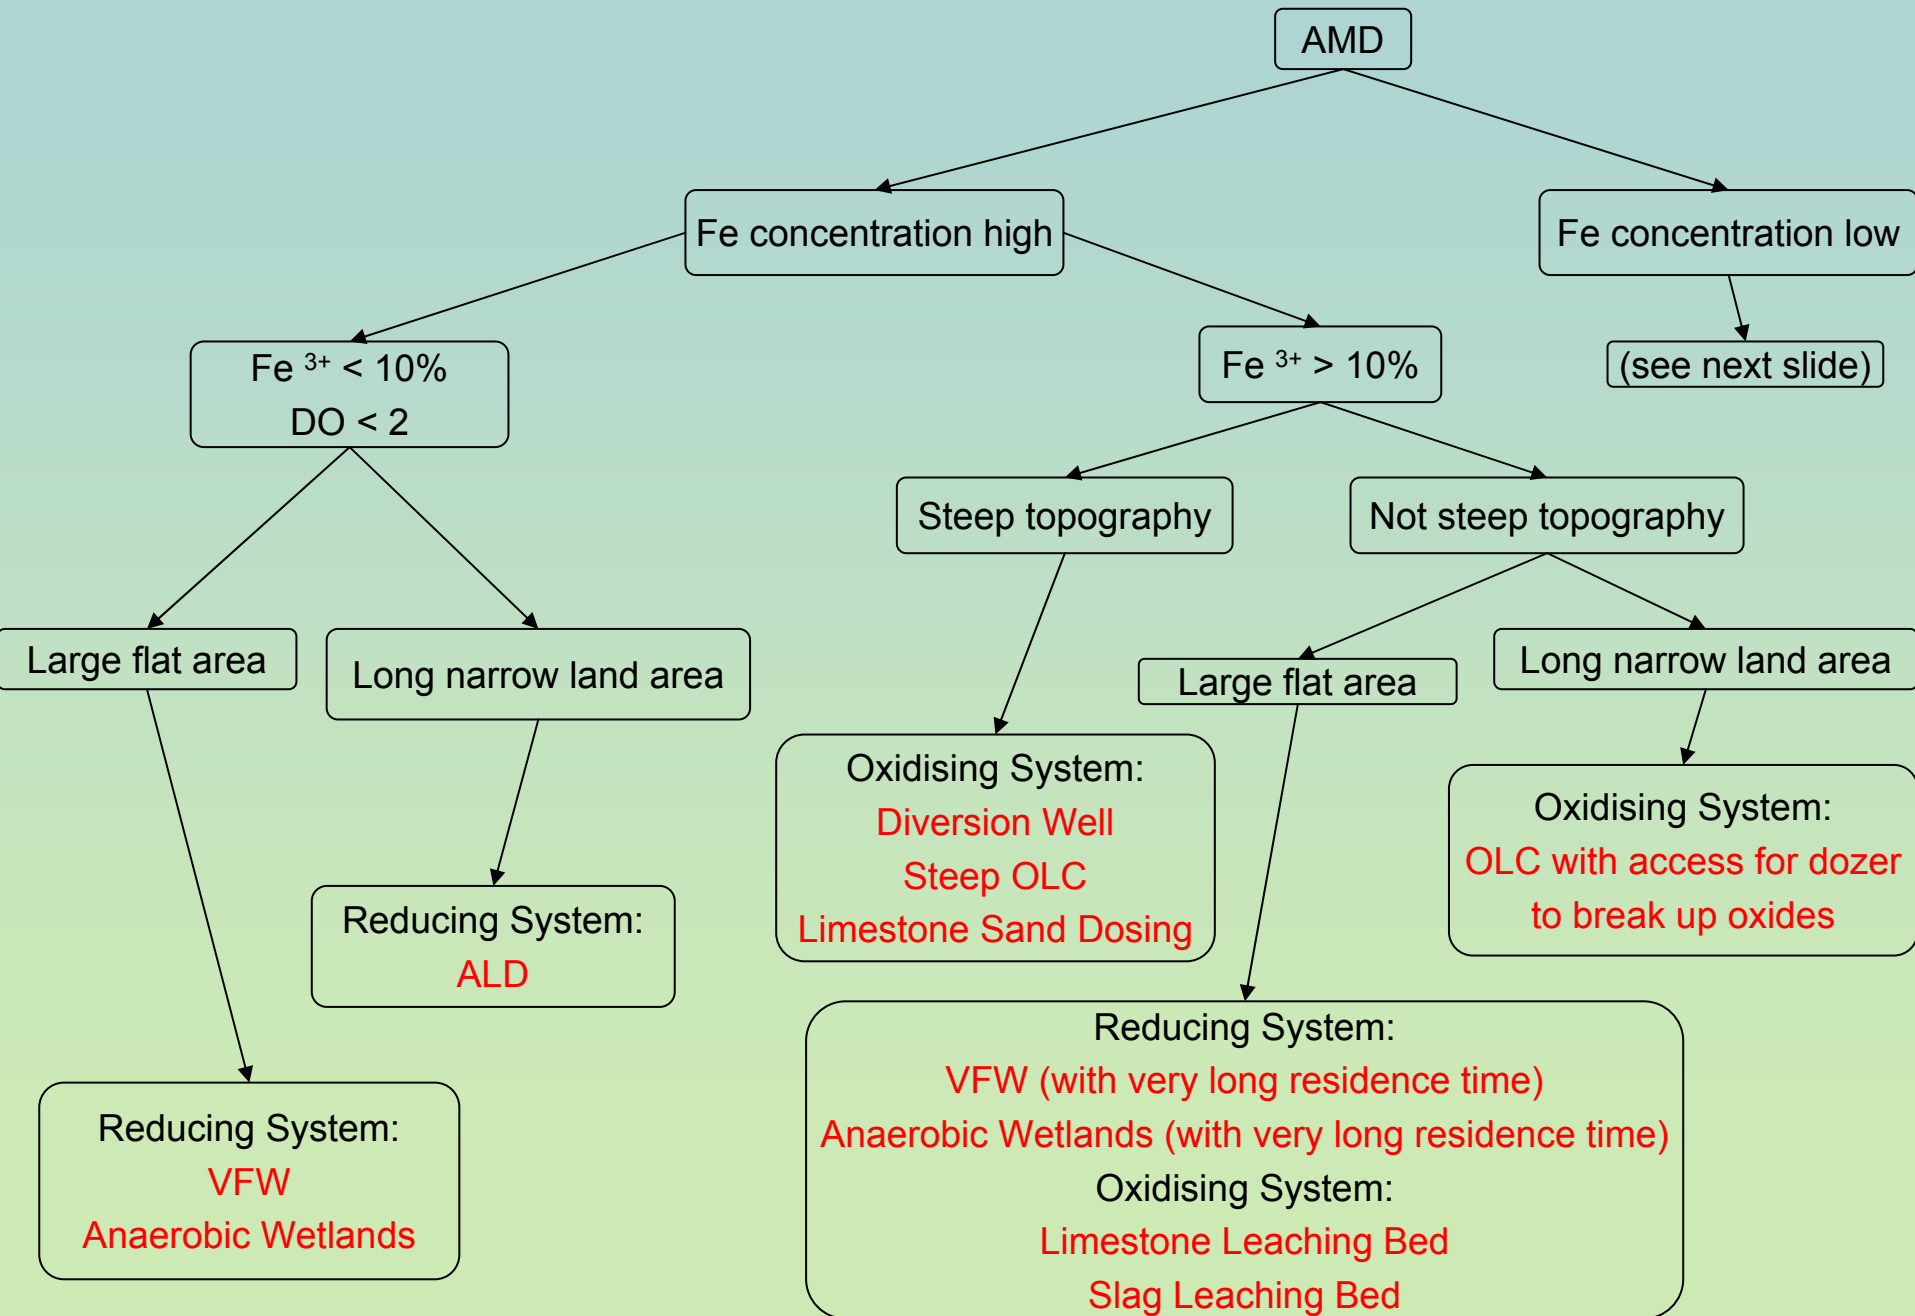 AMD
Fe concentration high
Fe concentration low
Fe ³⁺ < 10%
DO < 2
Fe ³⁺ > 10%
(see next slide)
Steep topography
Not steep topography
Large flat area
Long narrow land area
Large flat area
Long narrow land area
Oxidising System:
Diversion Well
Steep OLC
Limestone Sand Dosing
Oxidising System:
OLC with access for dozer
to break up oxides
Reducing System:
ALD
Reducing System:
VFW (with very long residence time)
Anaerobic Wetlands (with very long residence time)
Oxidising System:
Limestone Leaching Bed
Slag Leaching Bed
Reducing System:
VFW
Anaerobic Wetlands